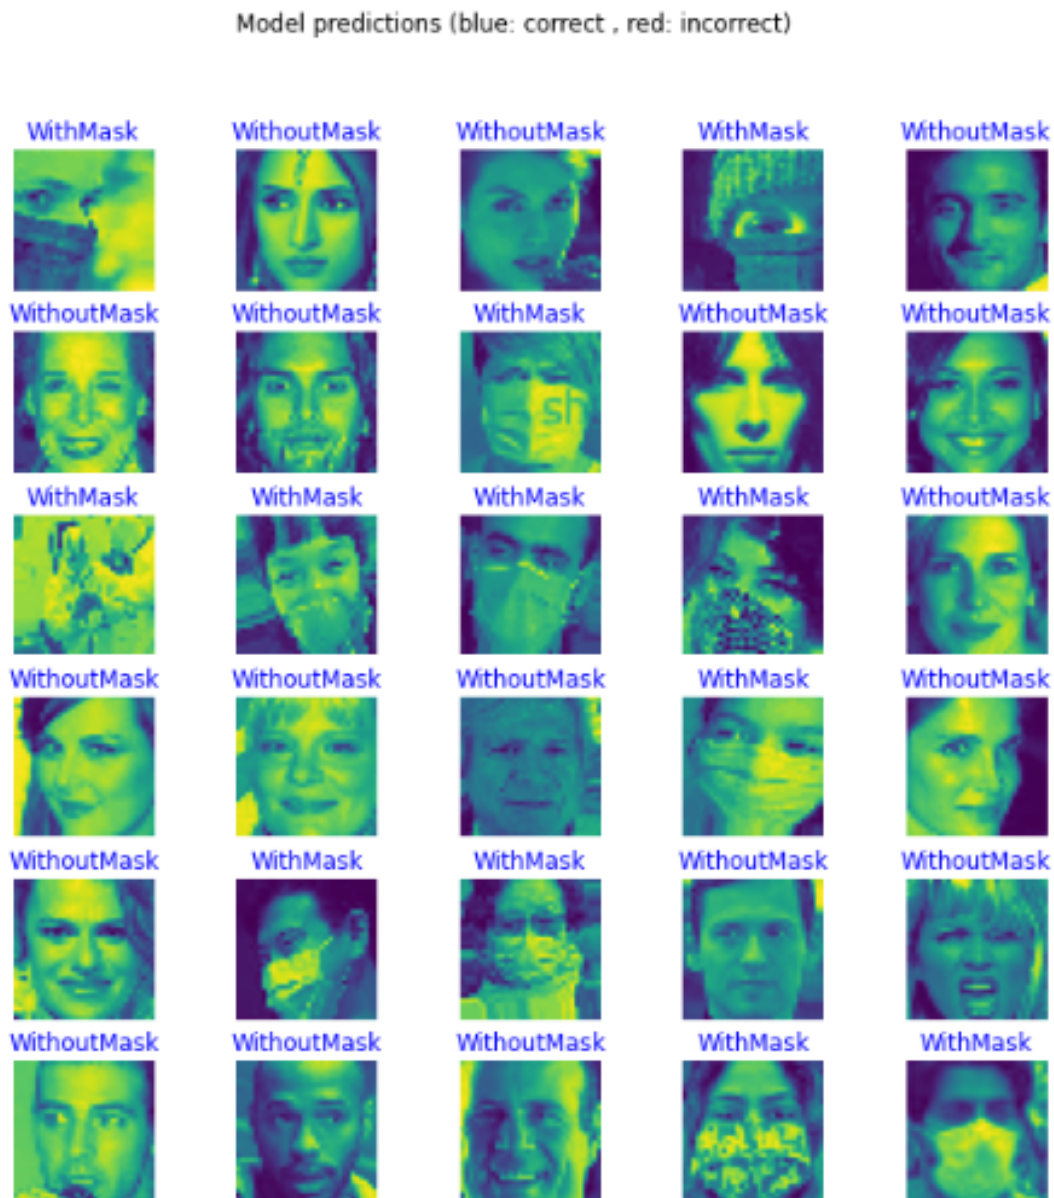 Model predictions (blue: correct , red: incorrect)
WithMask WithoutMask WithoutMask WithMask WithoutMask
WithoutMask WithoutMask WithMask WithoutMask WithoutMask
sh
WithMask WithMask WithMask WithMask WithoutMask
WithoutMask WithoutMask WithoutMask WithMask WithoutMask
WithoutMask WithMask WithMask WithoutMask WithoutMask
WithoutMask WithoutMask WithoutMask WithMask WithMask